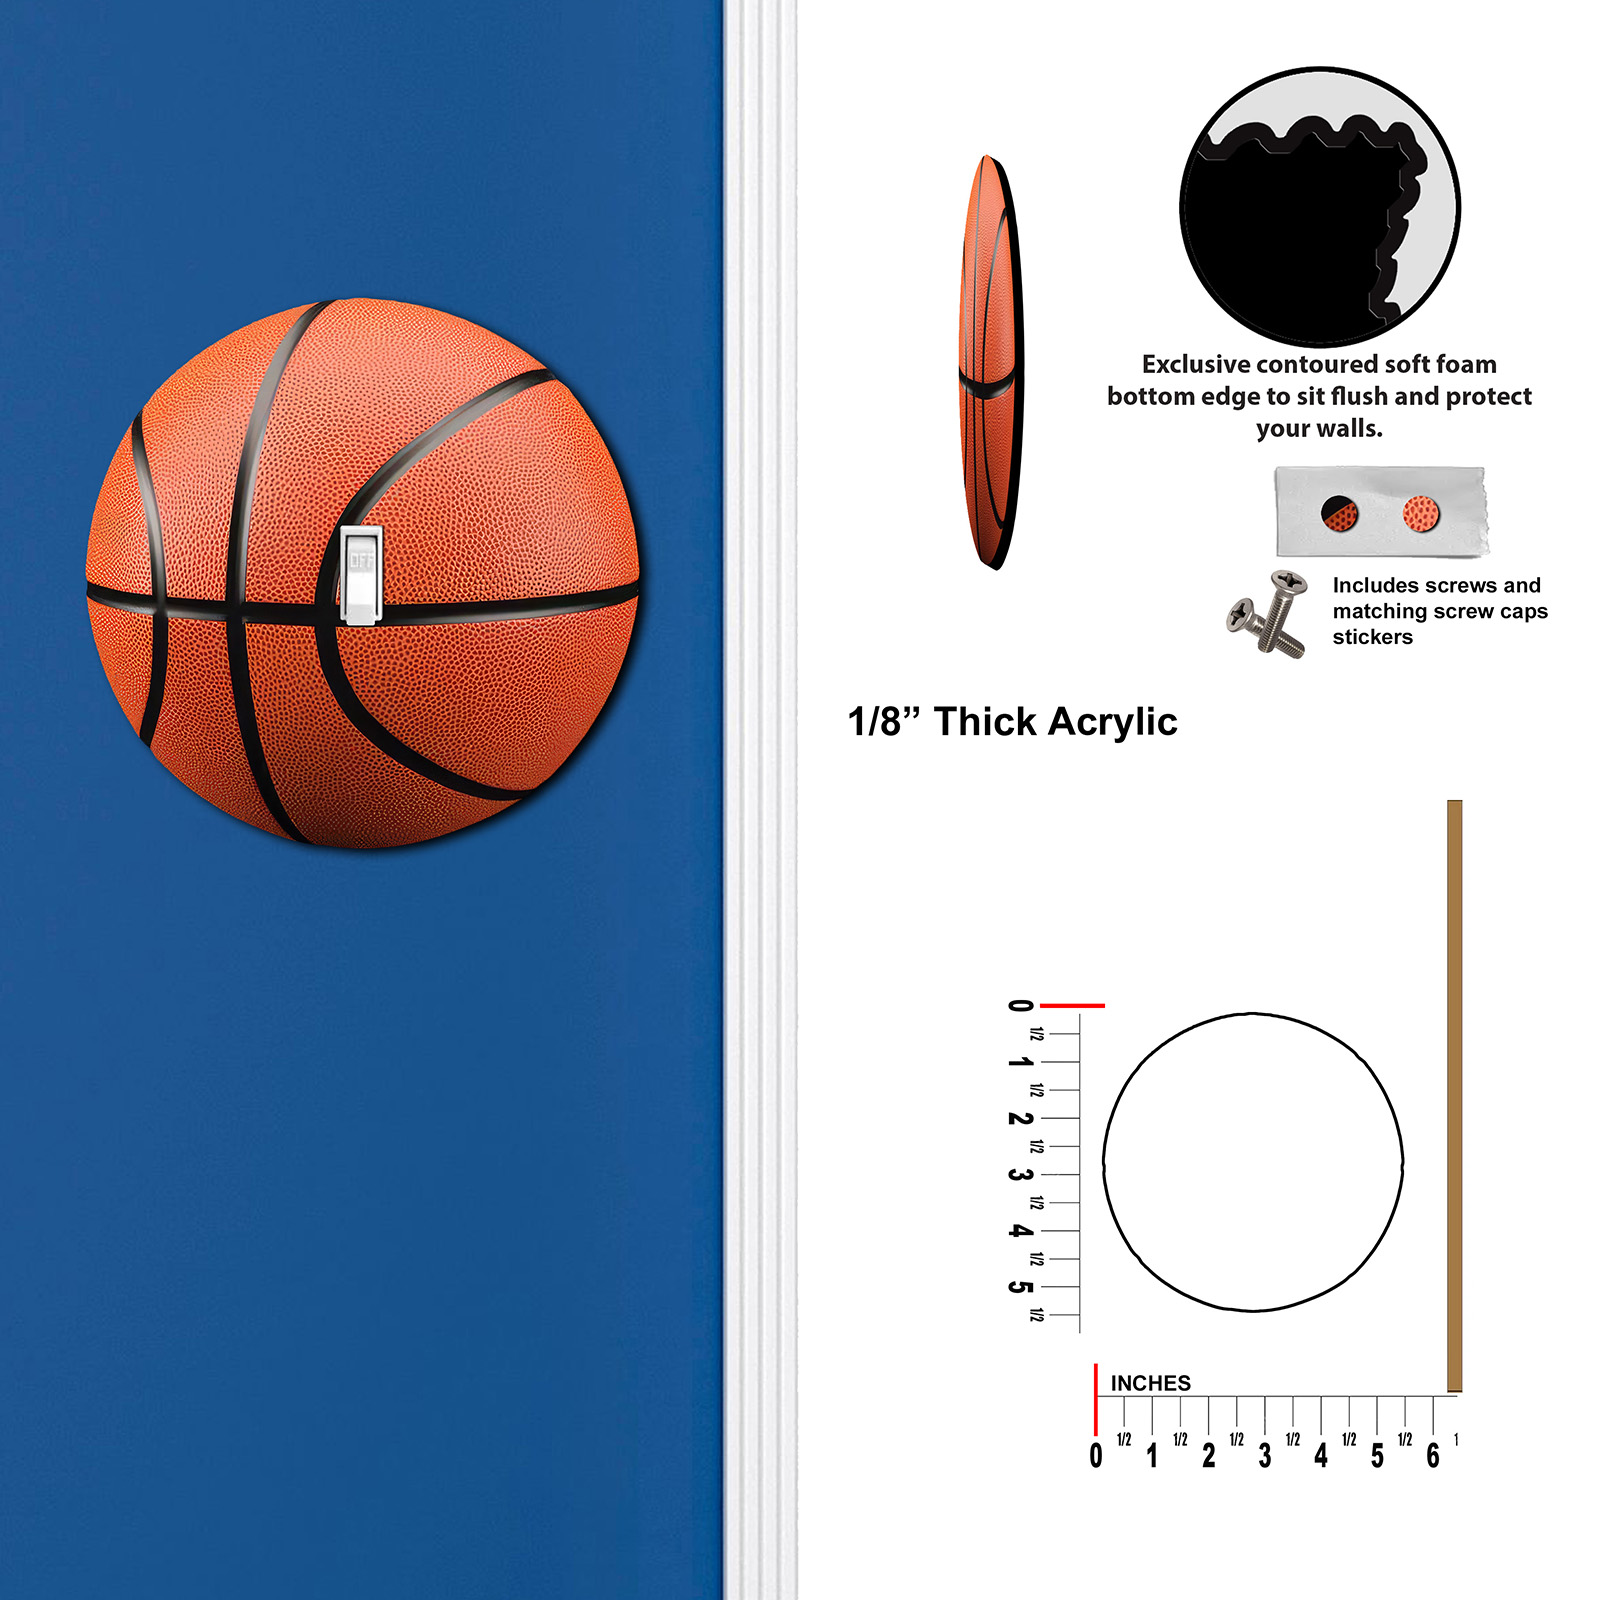 OFF
Exclusive contoured soft foam
bottom edge to sit flush and protect
your walls.
Includes screws and
matching screw caps
stickers
1/8” Thick Acrylic
0
1/2
1
1/2
2
1/2
3
1/2
4
1/2
5
1/2
INCHES
0 1/2 1 1/2 2 1/2 3 1/2 4 1/2 5 1/2 6 1